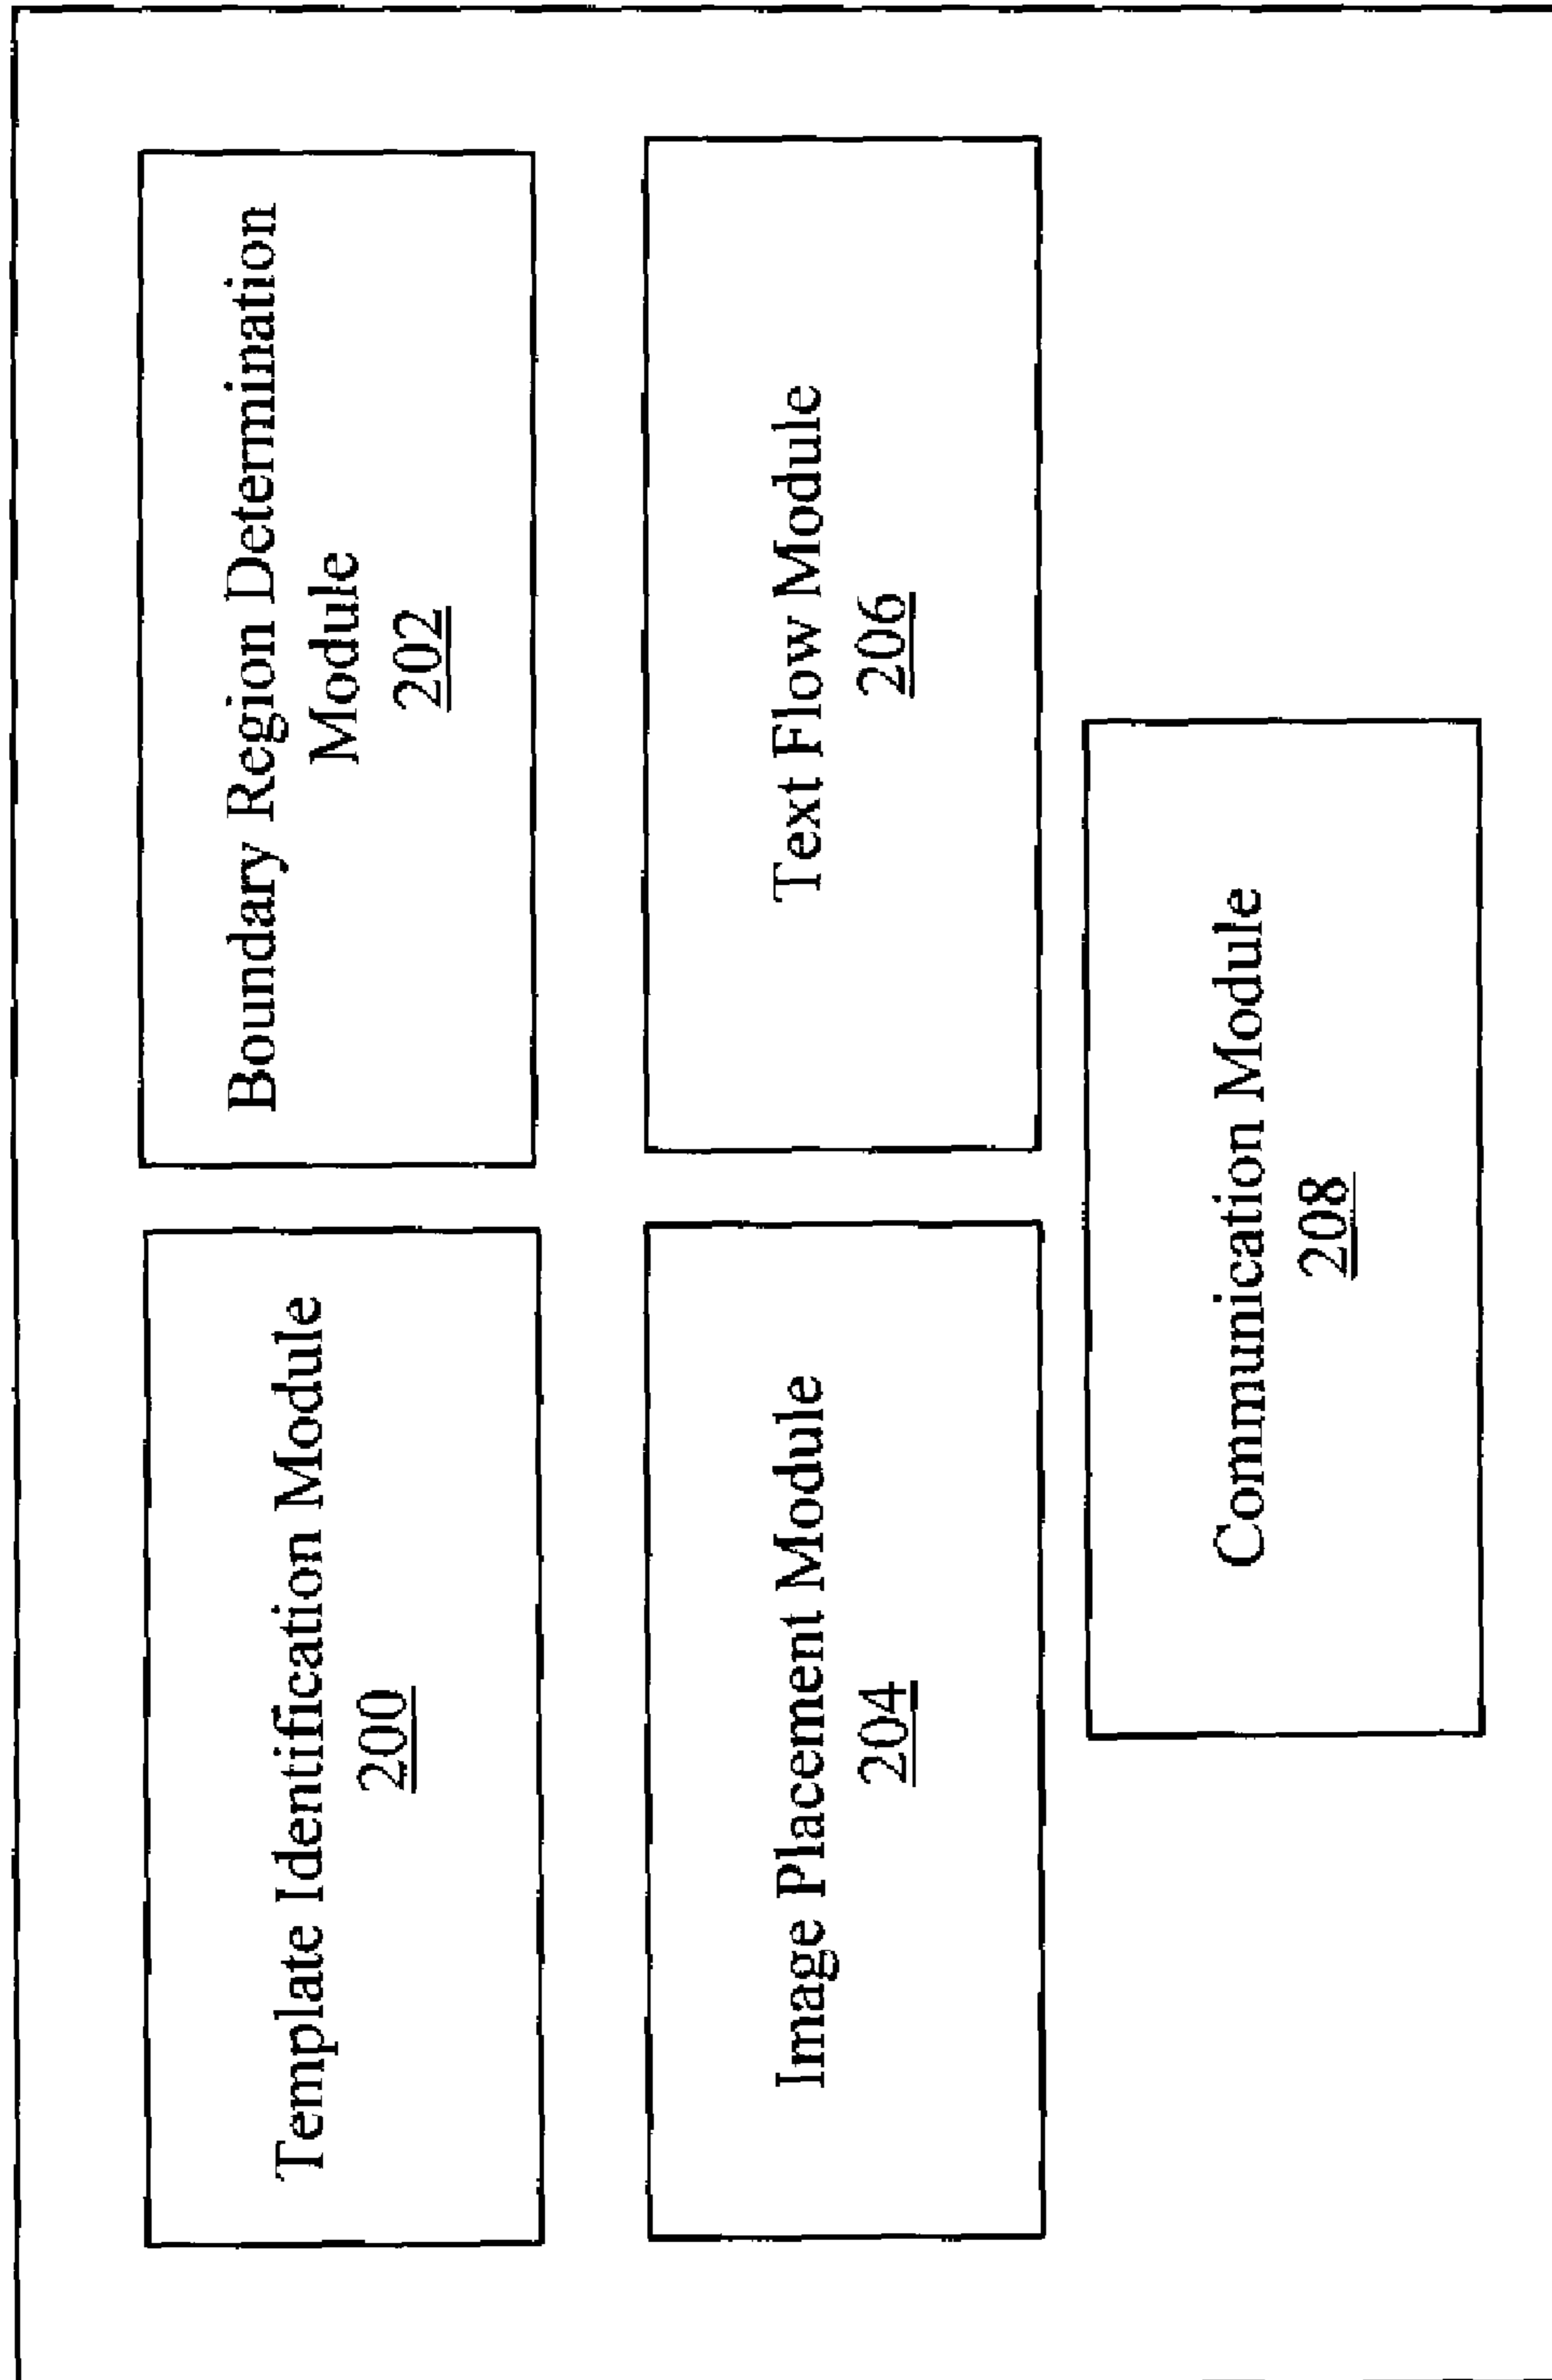 Template Identification Module
200
Boundary Region Determination
Module
202
Image Placement Module
204
Text Flow Module
206
Communication Module
208